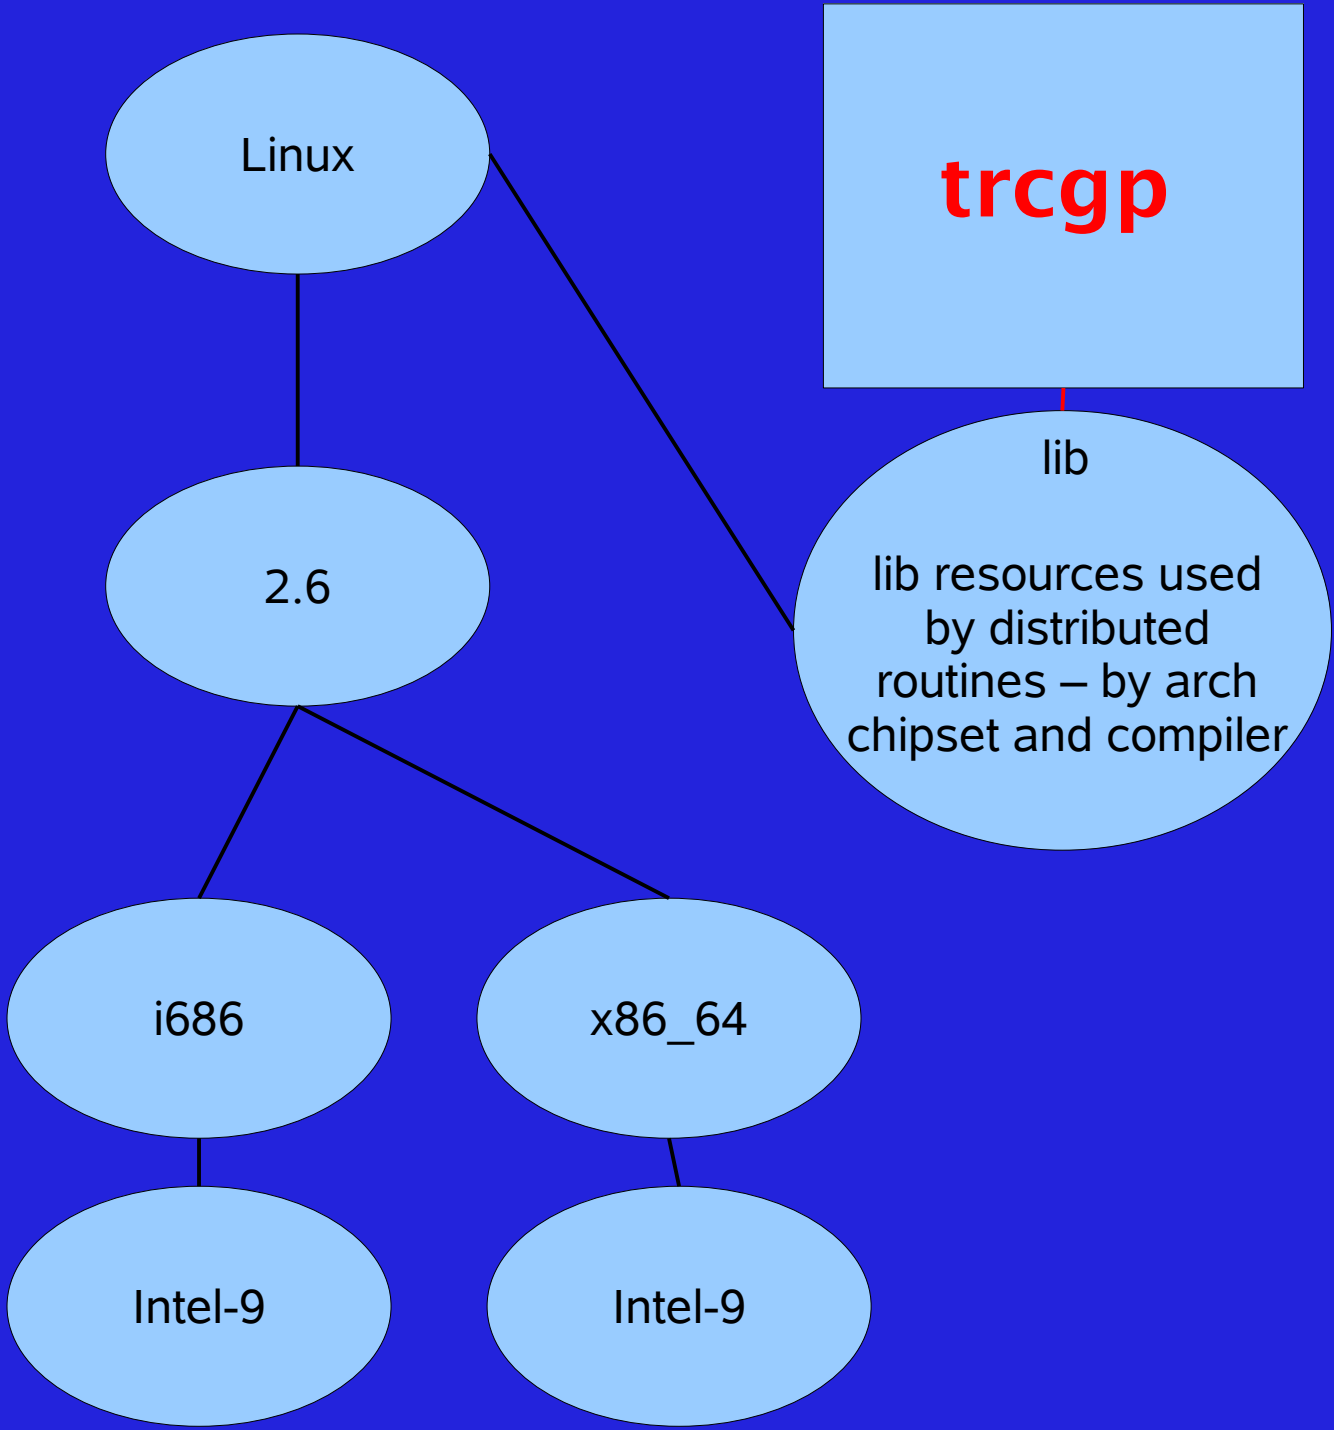 Linux
trcgp
lib
lib resources used
by distributed
routines – by arch
chipset and compiler
2.6
i686
x86_64
Intel-9
Intel-9